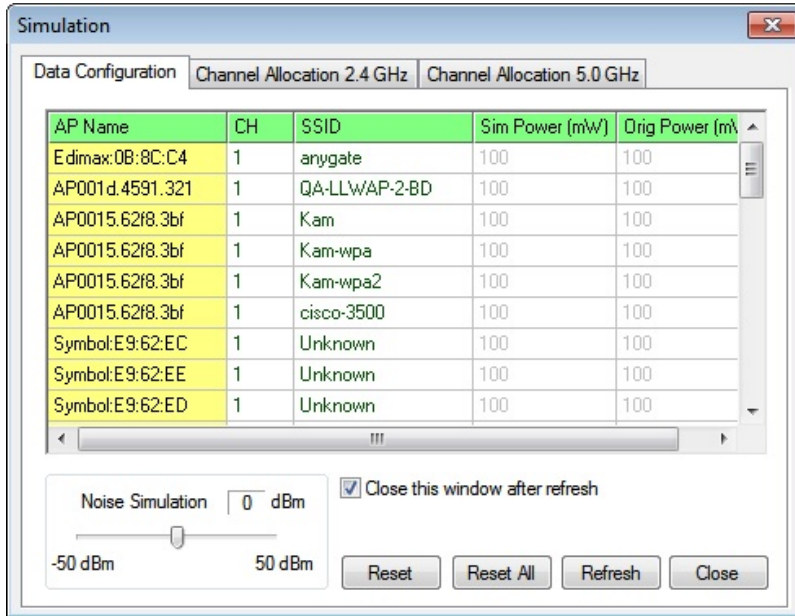 Simulation
Data Configuration Channel Allocation 2.4 GHz Channel Allocation 5.0 GHz
AP Name CH SSID Sim Power (mW) Orig Power (mW
Edimax:0B:8C:C4 1 anygate 100 100
AP001d.4591.321 1 QA-LLWAP-2-BD 100 100
AP0015.62f8.3bf 1 Kam 100 100
AP0015.62f8.3bf 1 Kam-wpa 100 100
AP0015.62f8.3bf 1 Kam-wpa2 100 100
AP0015.62f8.3bf 1 cisco-3500 100 100
Symbol:E9:62:EC 1 Unknown 100 100
Symbol:E9:62:EE 1 Unknown 100 100
Symbol:E9:62:ED 1 Unknown 100 100
Noise Simulation 0 dBm
-50 dBm 50 dBm
Close this window after refresh
Reset Reset All Refresh Close